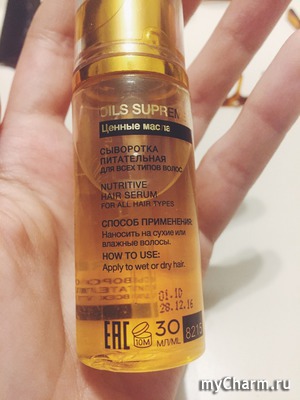 OILS SUPREME
Ценные масла
СЫВОРОТКА
ПИТАТЕЛЬНАЯ
ДЛЯ ВСЕХ ТИПОВ ВОЛОС
NUTRITIVE
HAIR SERUM
FOR ALL HAIR TYPES
СПОСОБ ПРИМЕНЕНИЯ:
Наносить на сухие или
влажные волосы.
HOW TO USE:
Apply to wet or dry hair.
01.10
28.12.16
EAC 10M 30 МЛ/ML
8215
myCharm.ru